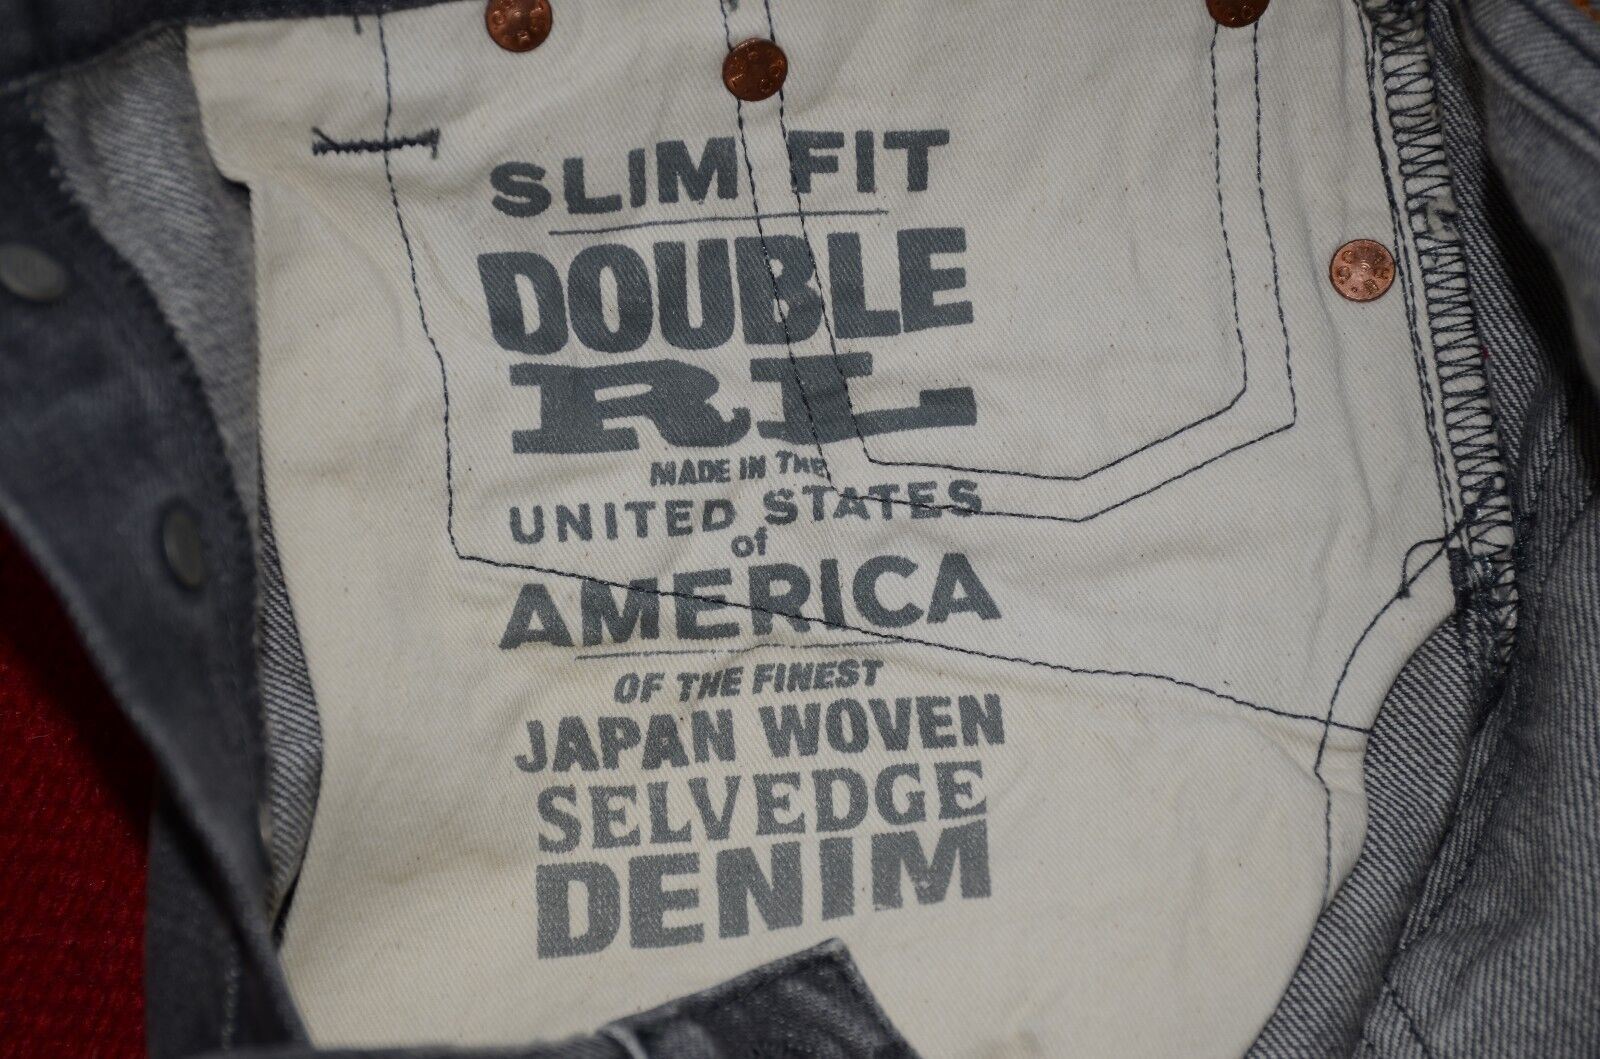 SLIM FIT
DOUBLE
RL
MADE IN THE
UNITED STATES
of
AMERICA
OF THE FINEST
JAPAN WOVEN
SELVEDGE
DENIM